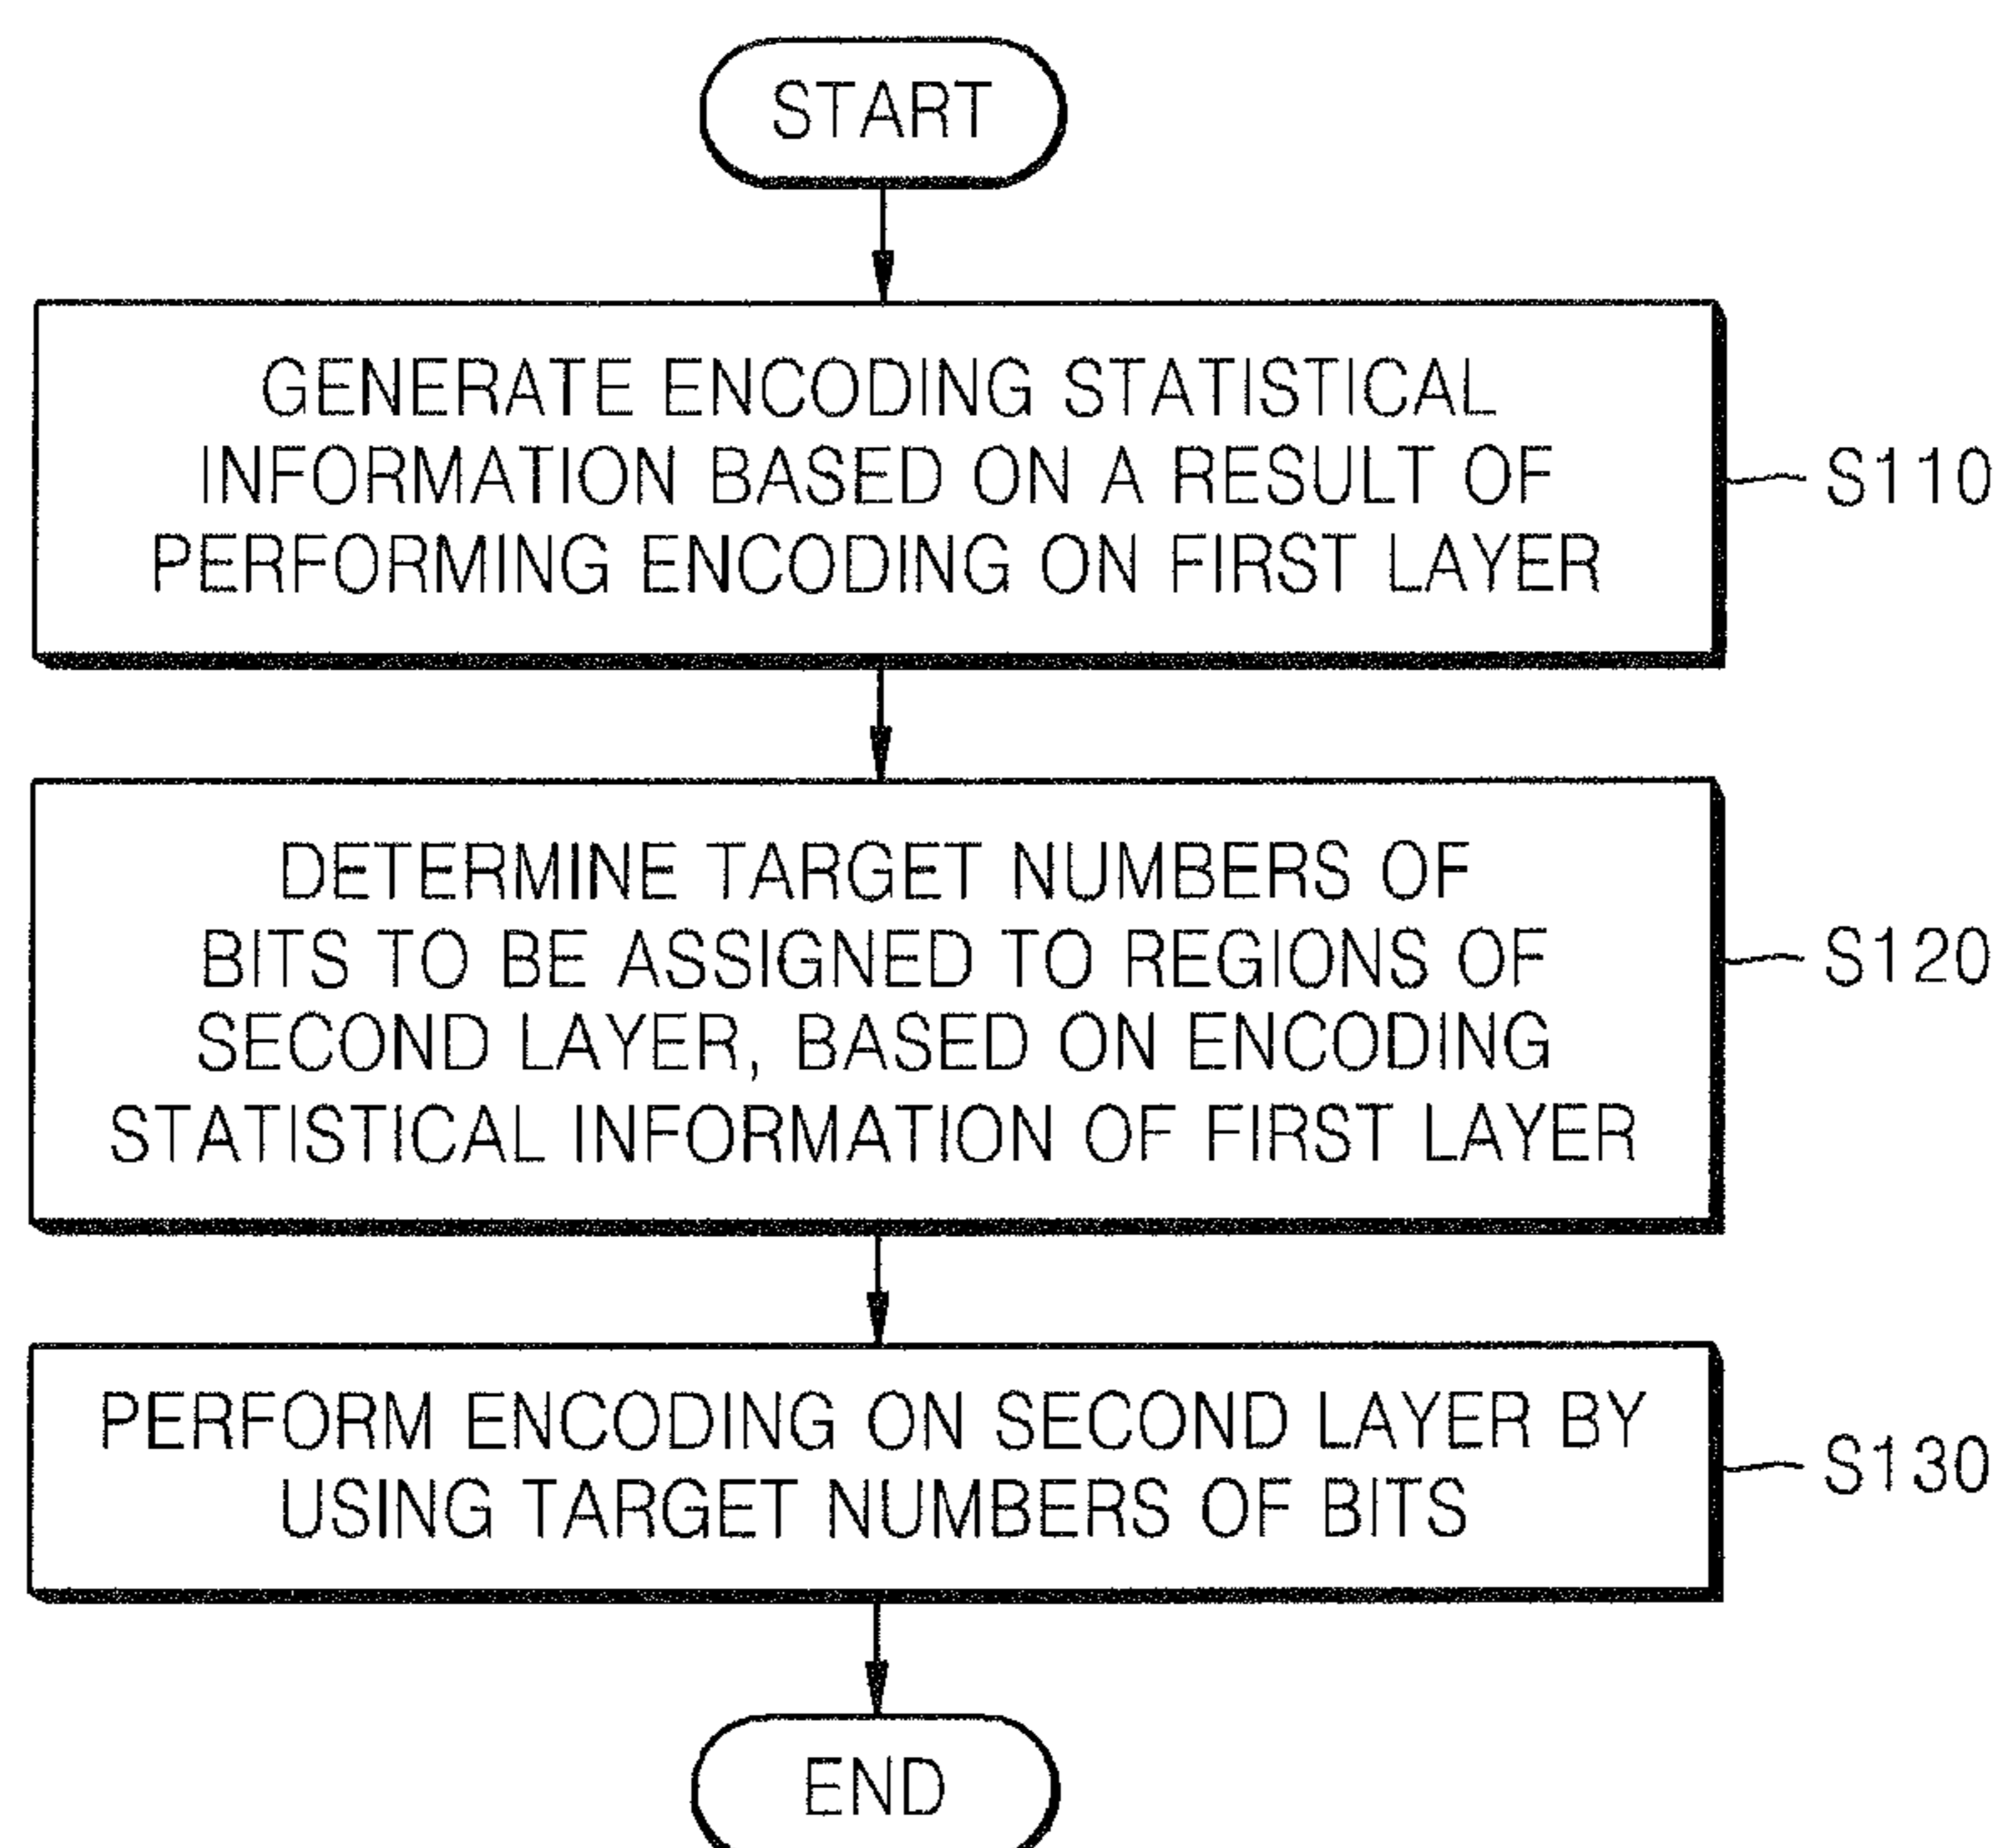 START
GENERATE ENCODING STATISTICAL
INFORMATION BASED ON A RESULT OF
PERFORMING ENCODING ON FIRST LAYER
S110
DETERMINE TARGET NUMBERS OF
BITS TO BE ASSIGNED TO REGIONS OF
SECOND LAYER, BASED ON ENCODING
STATISTICAL INFORMATION OF FIRST LAYER
S120
PERFORM ENCODING ON SECOND LAYER BY
USING TARGET NUMBERS OF BITS
S130
END